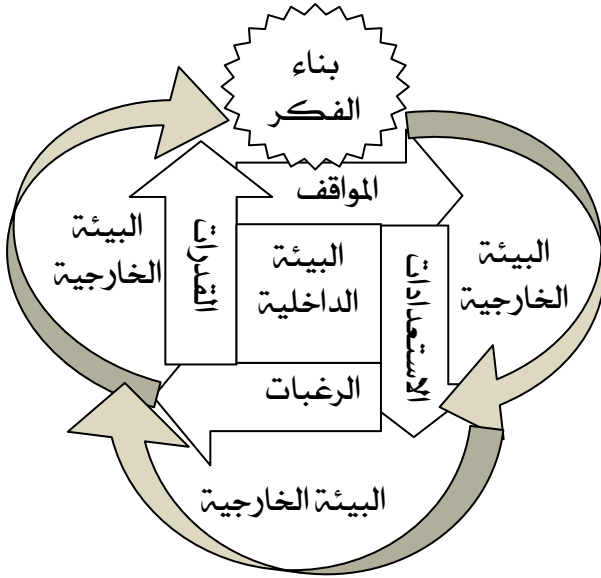 بناء
الفكر
المواقف
البيئة
الخارجية
الاستعدادات
البيئة
الداخلية
القدرات
البيئة
الخارجية
الرغبات
البيئة الخارجية